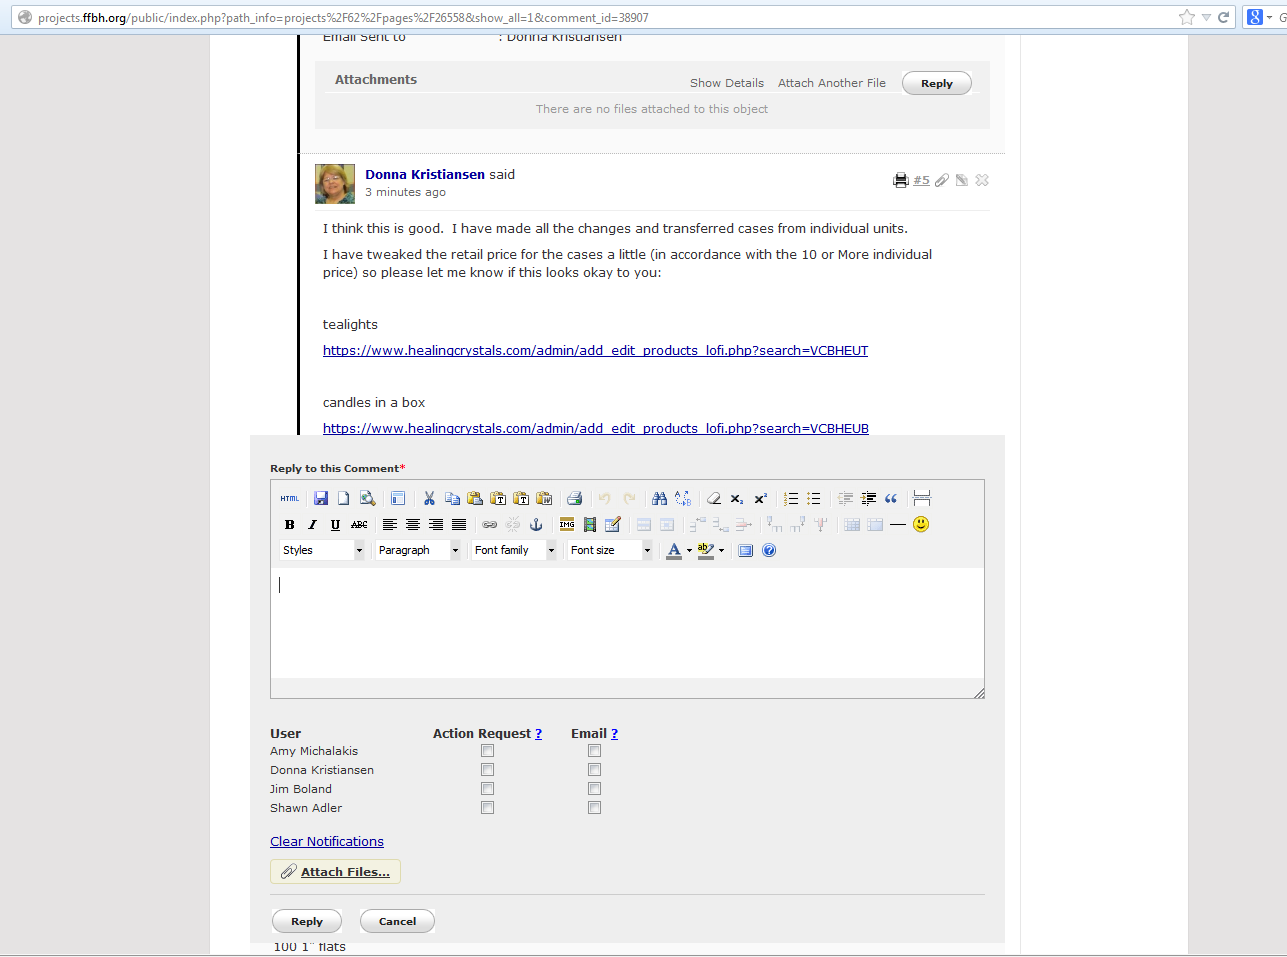 projects.ffbh.org/public/index.php?path_info=projects%2F62%2Fpages%2F26558&show_all=1&comment_id=38907
8
G
Email Sent to : Donna Kristiansen
Attachments
Show Details Attach Another File Reply
There are no files attached to this object
Donna Kristiansen said
3 minutes ago
#5
I think this is good. I have made all the changes and transferred cases from individual units.
I have tweaked the retail price for the cases a little (in accordance with the 10 or More individual
price) so please let me know if this looks okay to you:
tealights
https://www.healingcrystals.com/admin/add_edit_products_lofi.php?search=VCBHEUT
candles in a box
https://www.healingcrystals.com/admin/add_edit_products_lofi.php?search=VCBHEUB
Reply to this Comment*
HTML
B I U ABC IMG
Styles Paragraph Font family Font size A ab
User Action Request ? Email ?
Amy Michalakis
Donna Kristiansen
Jim Boland
Shawn Adler
Clear Notifications
Attach Files...
Reply Cancel
100 1" flats